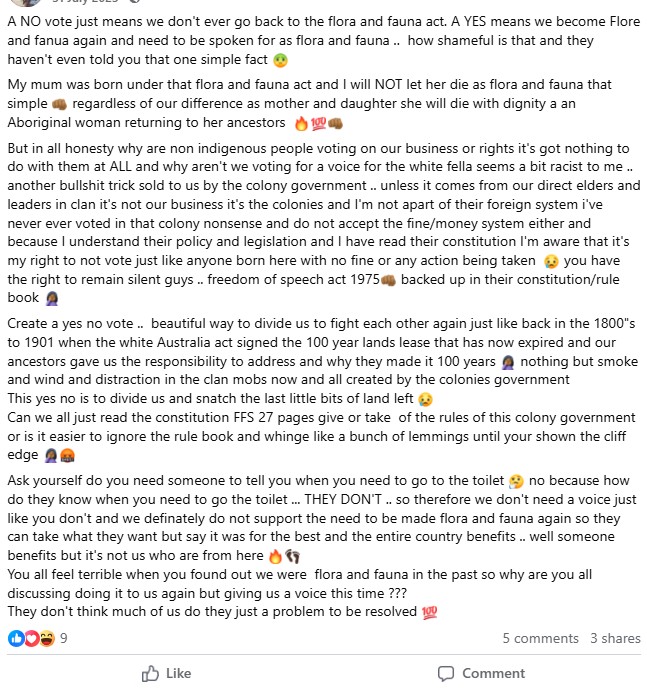 31 July 2023
A NO vote just means we don't ever go back to the flora and fauna act. A YES means we become Flore
and fanua again and need to be spoken for as flora and fauna .. how shameful is that and they
haven't even told you that one simple fact 🤢
My mum was born under that flora and fauna act and I will NOT let her die as flora and fauna that
simple 👊🏾 regardless of our difference as mother and daughter she will die with dignity a an
Aboriginal woman returning to her ancestors 🔥💯👊🏾
But in all honesty why are non indigenous people voting on our business or rights it's got nothing to
do with them at ALL and why aren't we voting for a voice for the white fella seems a bit racist to me ..
another bullshit trick sold to us by the colony government .. unless it comes from our direct elders and
leaders in clan it's not our business it's the colonies and I'm not apart of their foreign system i've
never ever voted in that colony nonsense and do not accept the fine/money system either and
because I understand their policy and legislation and I have read their constitution I'm aware that it's
my right to not vote just like anyone born here with no fine or any action being taken 😥 you have
the right to remain silent guys .. freedom of speech act 1975👊🏾 backed up in their constitution/rule
book 🤦🏾‍♀️
Create a yes no vote .. beautiful way to divide us to fight each other again just like back in the 1800"s
to 1901 when the white Australia act signed the 100 year lands lease that has now expired and our
ancestors gave us the responsibility to address and why they made it 100 years 🤦🏾‍♀️ nothing but smoke
and wind and distraction in the clan mobs now and all created by the colonies government
This yes no is to divide us and snatch the last little bits of land left 😥
Can we all just read the constitution FFS 27 pages give or take of the rules of this colony government
or is it easier to ignore the rule book and whinge like a bunch of lemmings until your shown the cliff
edge 🤦🏾‍♀️🤬
Ask yourself do you need someone to tell you when you need to go to the toilet 🤔 no because how
do they know when you need to go the toilet ... THEY DON'T .. so therefore we don't need a voice just
like you don't and we definately do not support the need to be made flora and fauna again so they
can take what they want but say it was for the best and the entire country benefits .. well someone
benefits but it's not us who are from here 🔥👣
You all feel terrible when you found out we were flora and fauna in the past so why are you all
discussing doing it to us again but giving us a voice this time ???
They don't think much of us do they just a problem to be resolved 💯
9
5 comments 3 shares
Like
Comment